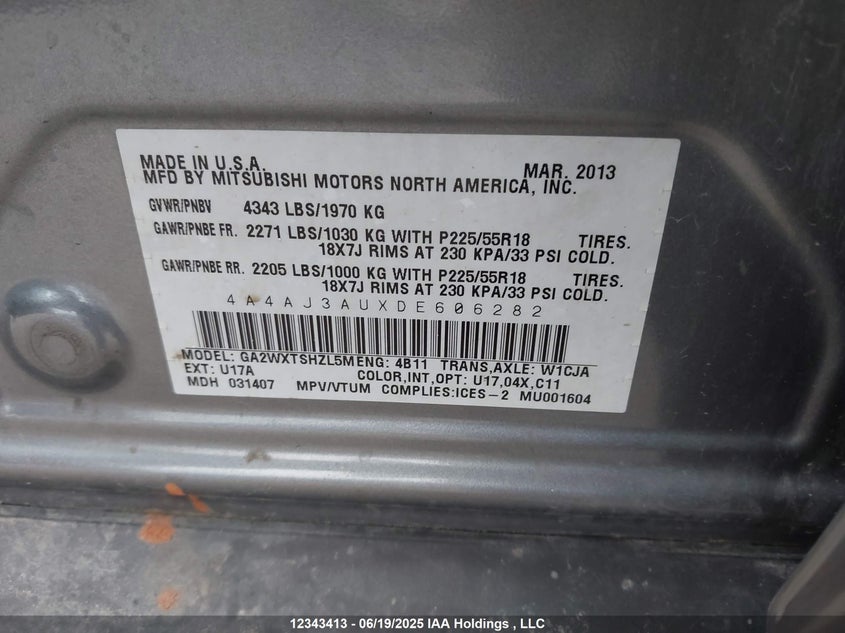 MADE IN U.S.A. MAR. 2013
MFD BY MITSUBISHI MOTORS NORTH AMERICA, INC.
GVWR/PNBV 4343 LBS/1970 KG
GAWR/PNBE FR. 2271 LBS/1030 KG WITH P225/55R18 TIRES.
18X7J RIMS AT 230 KPA/33 PSI COLD.
GAWR/PNBE RR. 2205 LBS/1000 KG WITH P225/55R18 TIRES.
18X7J RIMS AT 230 KPA/33 PSI COLD.
4A4AJ3AUXDE606282
MODEL: GA2WXTSHZL5M ENG: 4B11 TRANS,AXLE: W1CJA
EXT: U17A COLOR,INT,OPT: U17,04X,C11
MDH 031407 MPV/VTUM COMPLIES:ICES-2 MU001604
12343413 - 06/19/2025 IAA Holdings , LLC